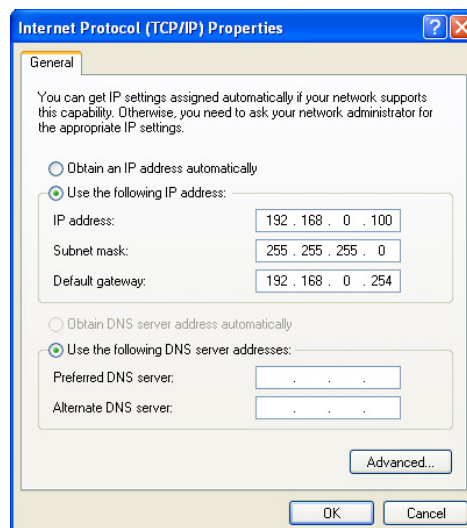 Internet Protocol (TCP/IP) Properties
General
You can get IP settings assigned automatically if your network supports
this capability. Otherwise, you need to ask your network administrator for
the appropriate IP settings.
Obtain an IP address automatically
Use the following IP address:
IP address: 192 . 168 . 0 . 100
Subnet mask: 255 . 255 . 255 . 0
Default gateway: 192 . 168 . 0 . 254
Obtain DNS server address automatically
Use the following DNS server addresses:
Preferred DNS server: . . .
Alternate DNS server: . . .
Advanced...
OK Cancel